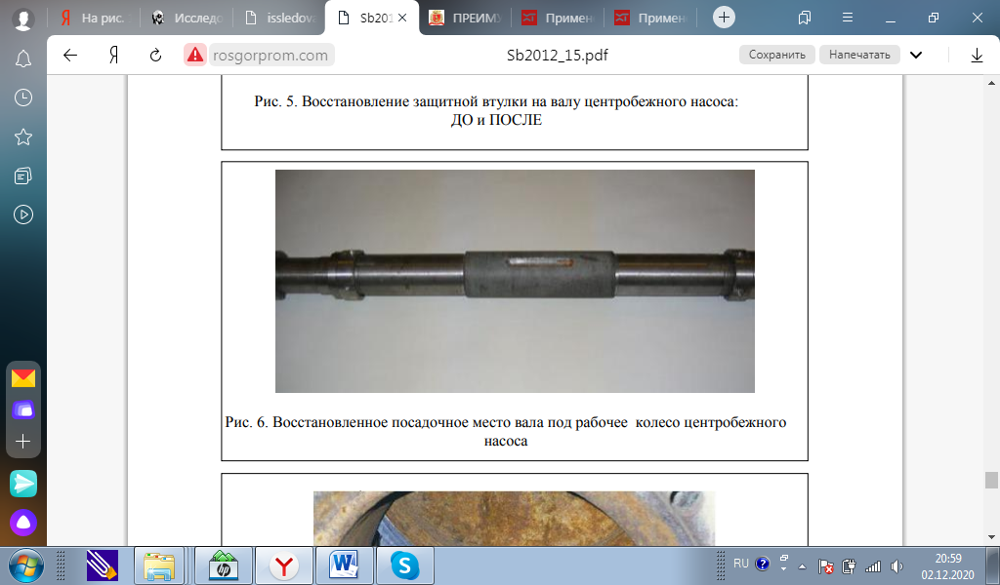 На рис.
Исследо
issledova
Sb201
ПРЕИМУ
Примен
Примен
rosgorprom.com
Sb2012_15.pdf
Сохранить
Напечатать
Рис. 5. Восстановление защитной втулки на валу центробежного насоса:
ДО и ПОСЛЕ
Рис. 6. Восстановленное посадочное место вала под рабочее колесо центробежного
насоса
RU
20:59
02.12.2020